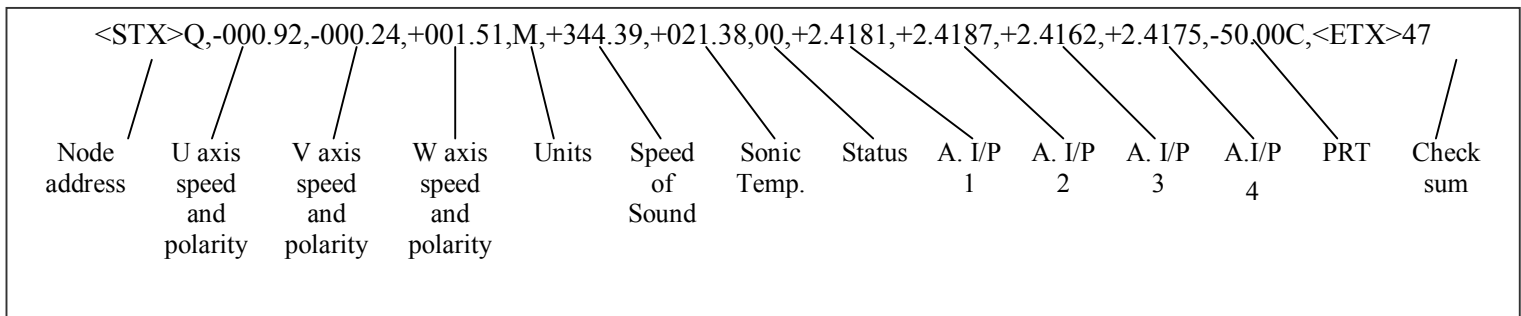 <STX>Q,-000.92,-000.24,+001.51,M,+344.39,+021.38,00,+2.4181,+2.4187,+2.4162,+2.4175,-50.00C,<ETX>47
Node address
U axis speed and polarity
V axis speed and polarity
W axis speed and polarity
Units
Speed of Sound
Sonic Temp.
Status
A. I/P 1
A. I/P 2
A. I/P 3
A.I/P 4
PRT
Check sum